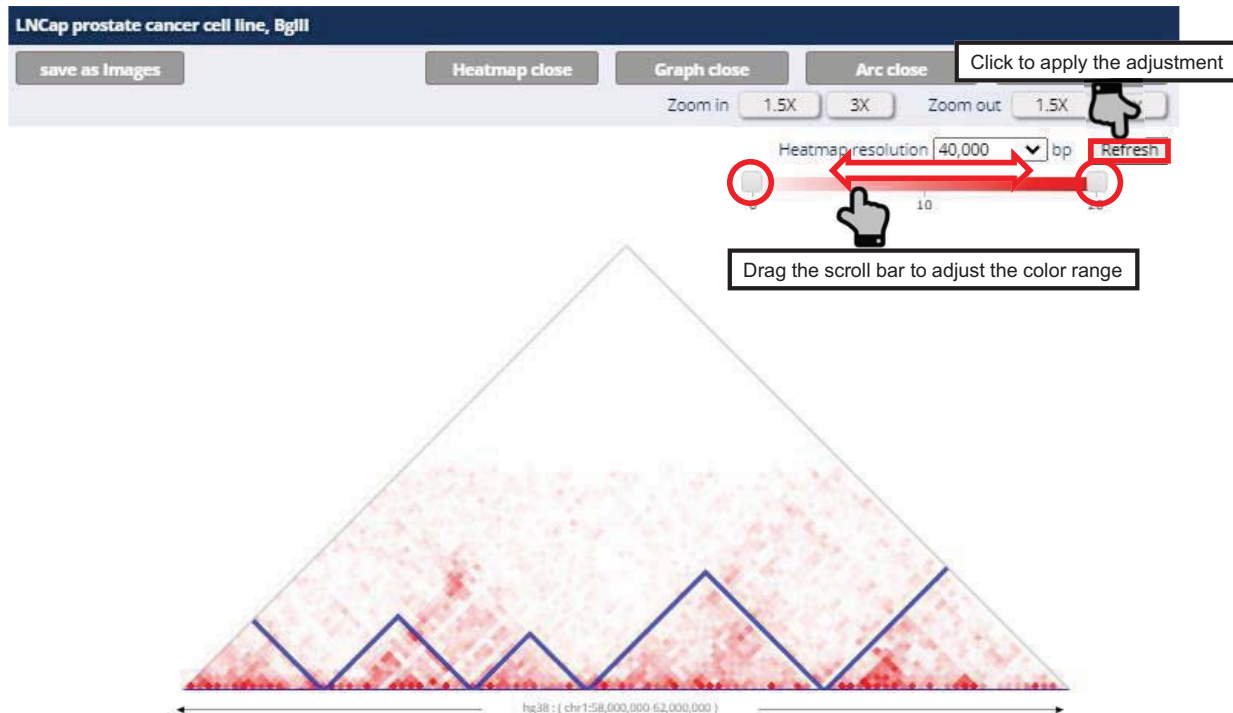 LNCap prostate cancer cell line, BglII
save as Images Heatmap close Graph close Arc close
Click to apply the adjustment
Zoom in 1.5X 3X Zoom out 1.5X
Heatmap resolution 40,000 bp Refresh
10
Drag the scroll bar to adjust the color range
hg38 : ( chr1:58,000,000-62,000,000 )